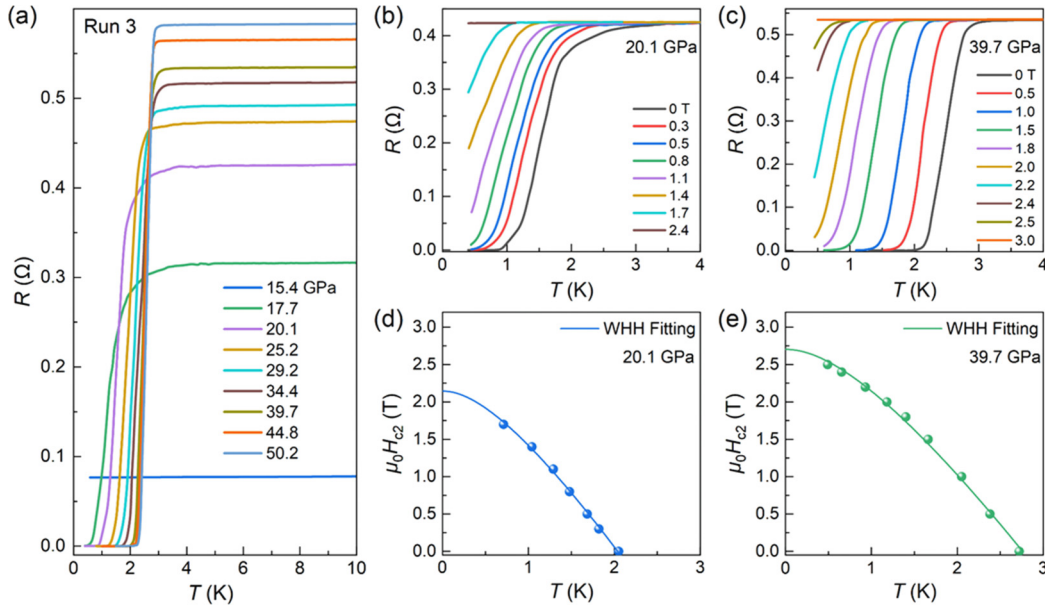 (a)
Run 3
R (Ω)
0.5
0.4
0.3
0.2
0.1
0.0
15.4 GPa
17.7
20.1
25.2
29.2
34.4
39.7
44.8
50.2
0 2 4 6 8 10
T (K)
(b)
20.1 GPa
R (Ω)
0.4
0.3
0.2
0.1
0.0
0 T
0.3
0.5
0.8
1.1
1.4
1.7
2.4
0 1 2 3 4
T (K)
(c)
39.7 GPa
R (Ω)
0.5
0.4
0.3
0.2
0.1
0.0
0 T
0.5
1.0
1.5
1.8
2.0
2.2
2.4
2.5
3.0
0 1 2 3 4
T (K)
(d)
WHH Fitting
20.1 GPa
μ0Hc2 (T)
3.0
2.5
2.0
1.5
1.0
0.5
0.0
0 1 2 3
T (K)
(e)
WHH Fitting
39.7 GPa
μ0Hc2 (T)
3.0
2.5
2.0
1.5
1.0
0.5
0.0
0 1 2 3
T (K)